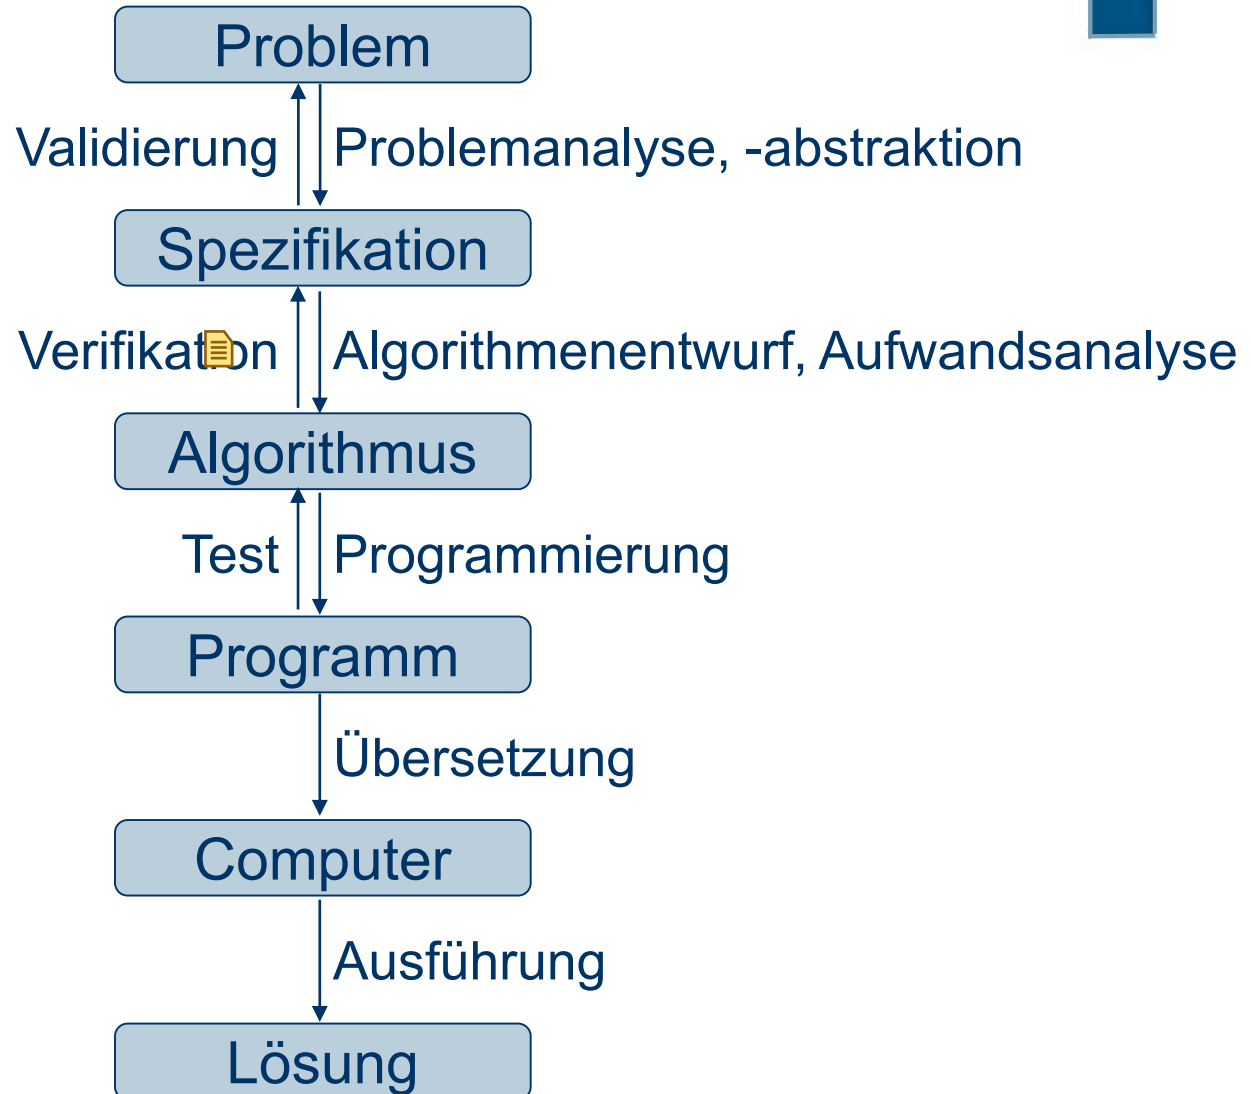 Problem
Validierung
Problemanalyse, -abstraktion
Spezifikation
Verifikation
Algorithmenentwurf, Aufwandsanalyse
Algorithmus
Test
Programmierung
Programm
Übersetzung
Computer
Ausführung
Lösung